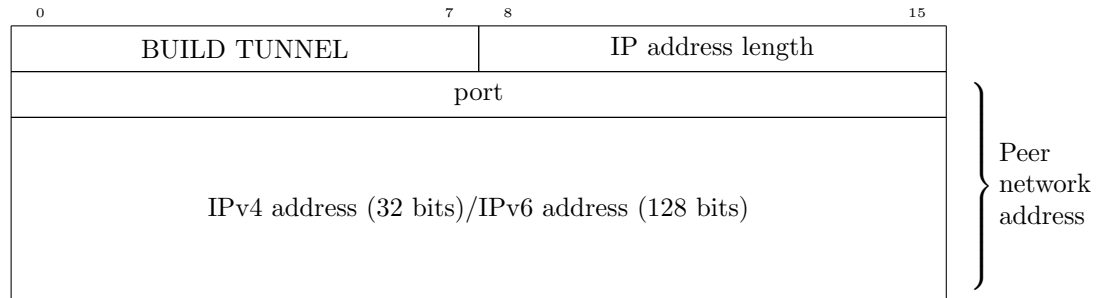 0 7 8 15
BUILD TUNNEL IP address length
port
IPv4 address (32 bits)/IPv6 address (128 bits)
Peer
network
address